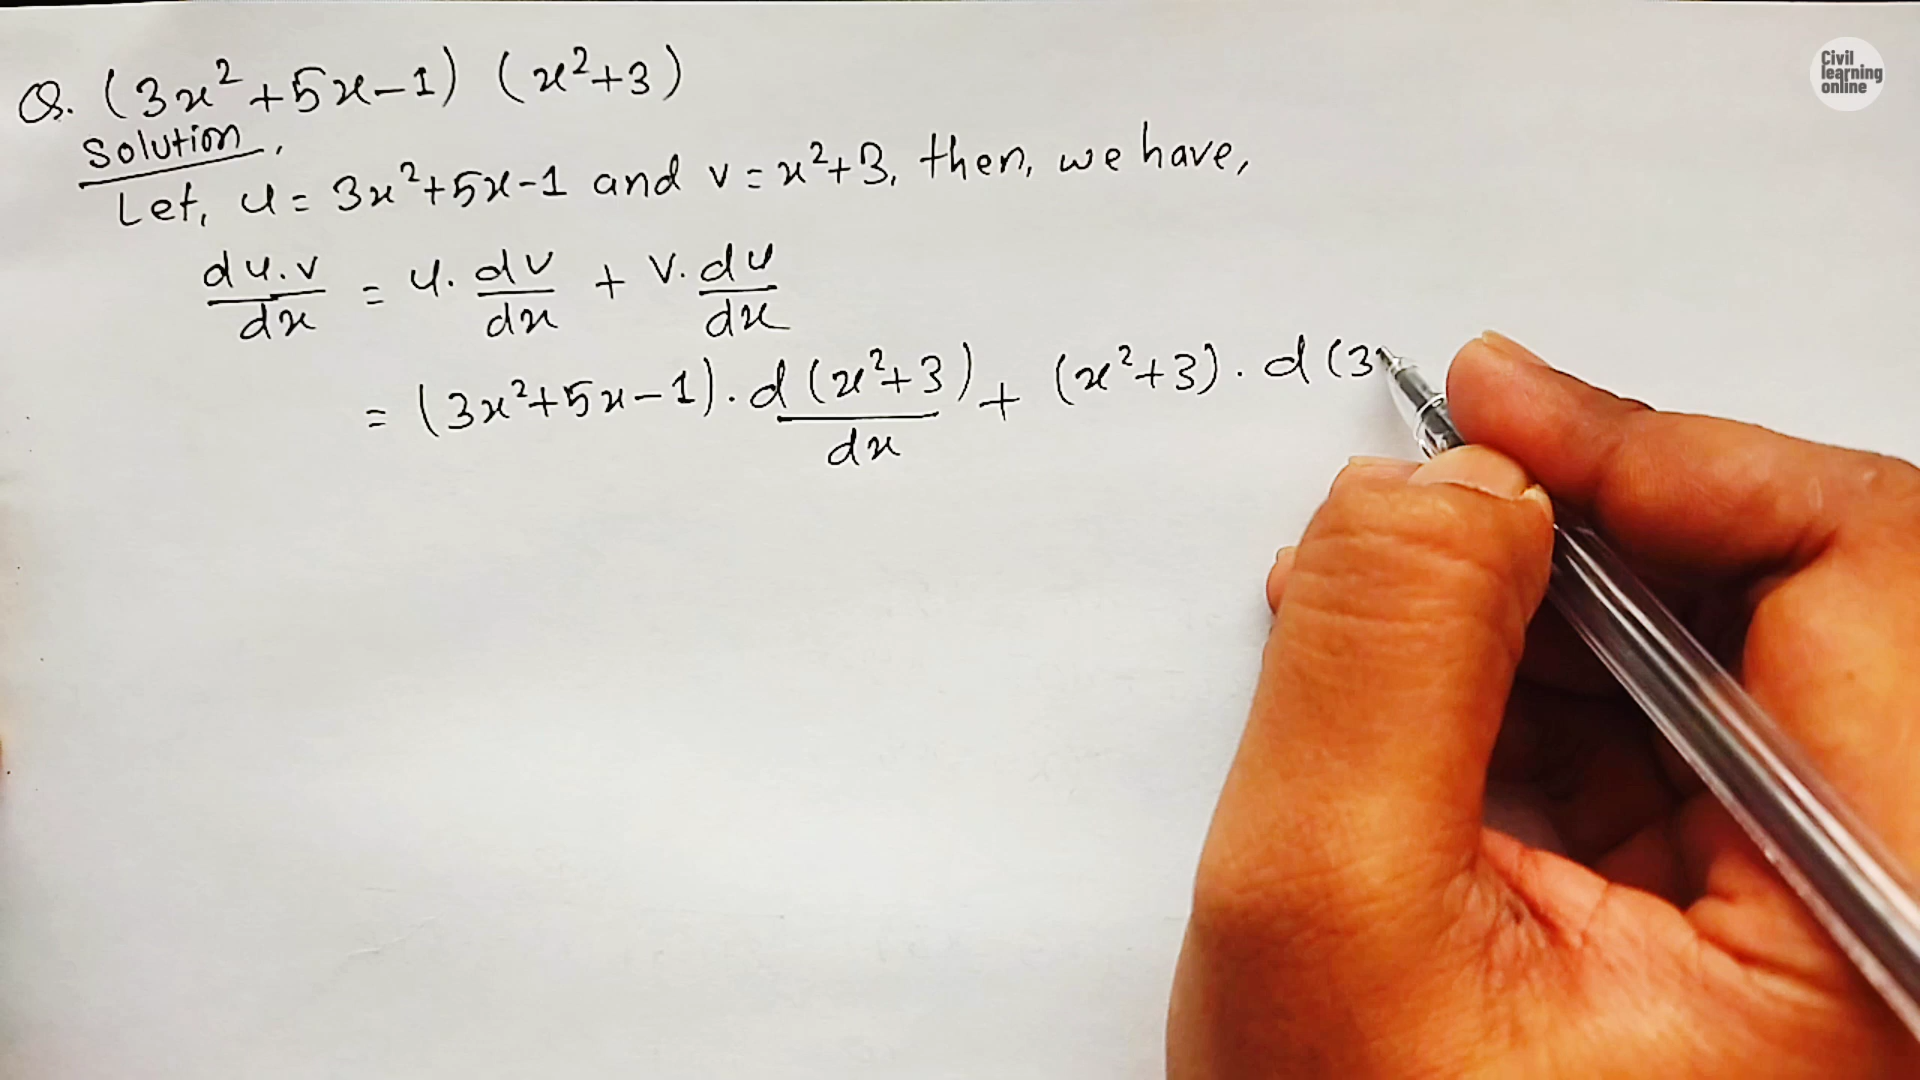 Q. (3x²+5x-1) (x²+3)
Solution,
Let, u = 3x²+5x-1 and v = x²+3, then, we have,
du.v/dx = u. dv/dx + v. du/dx
= (3x²+5x-1). d(x²+3)/dx + (x²+3). d(3
Civil
learning
online